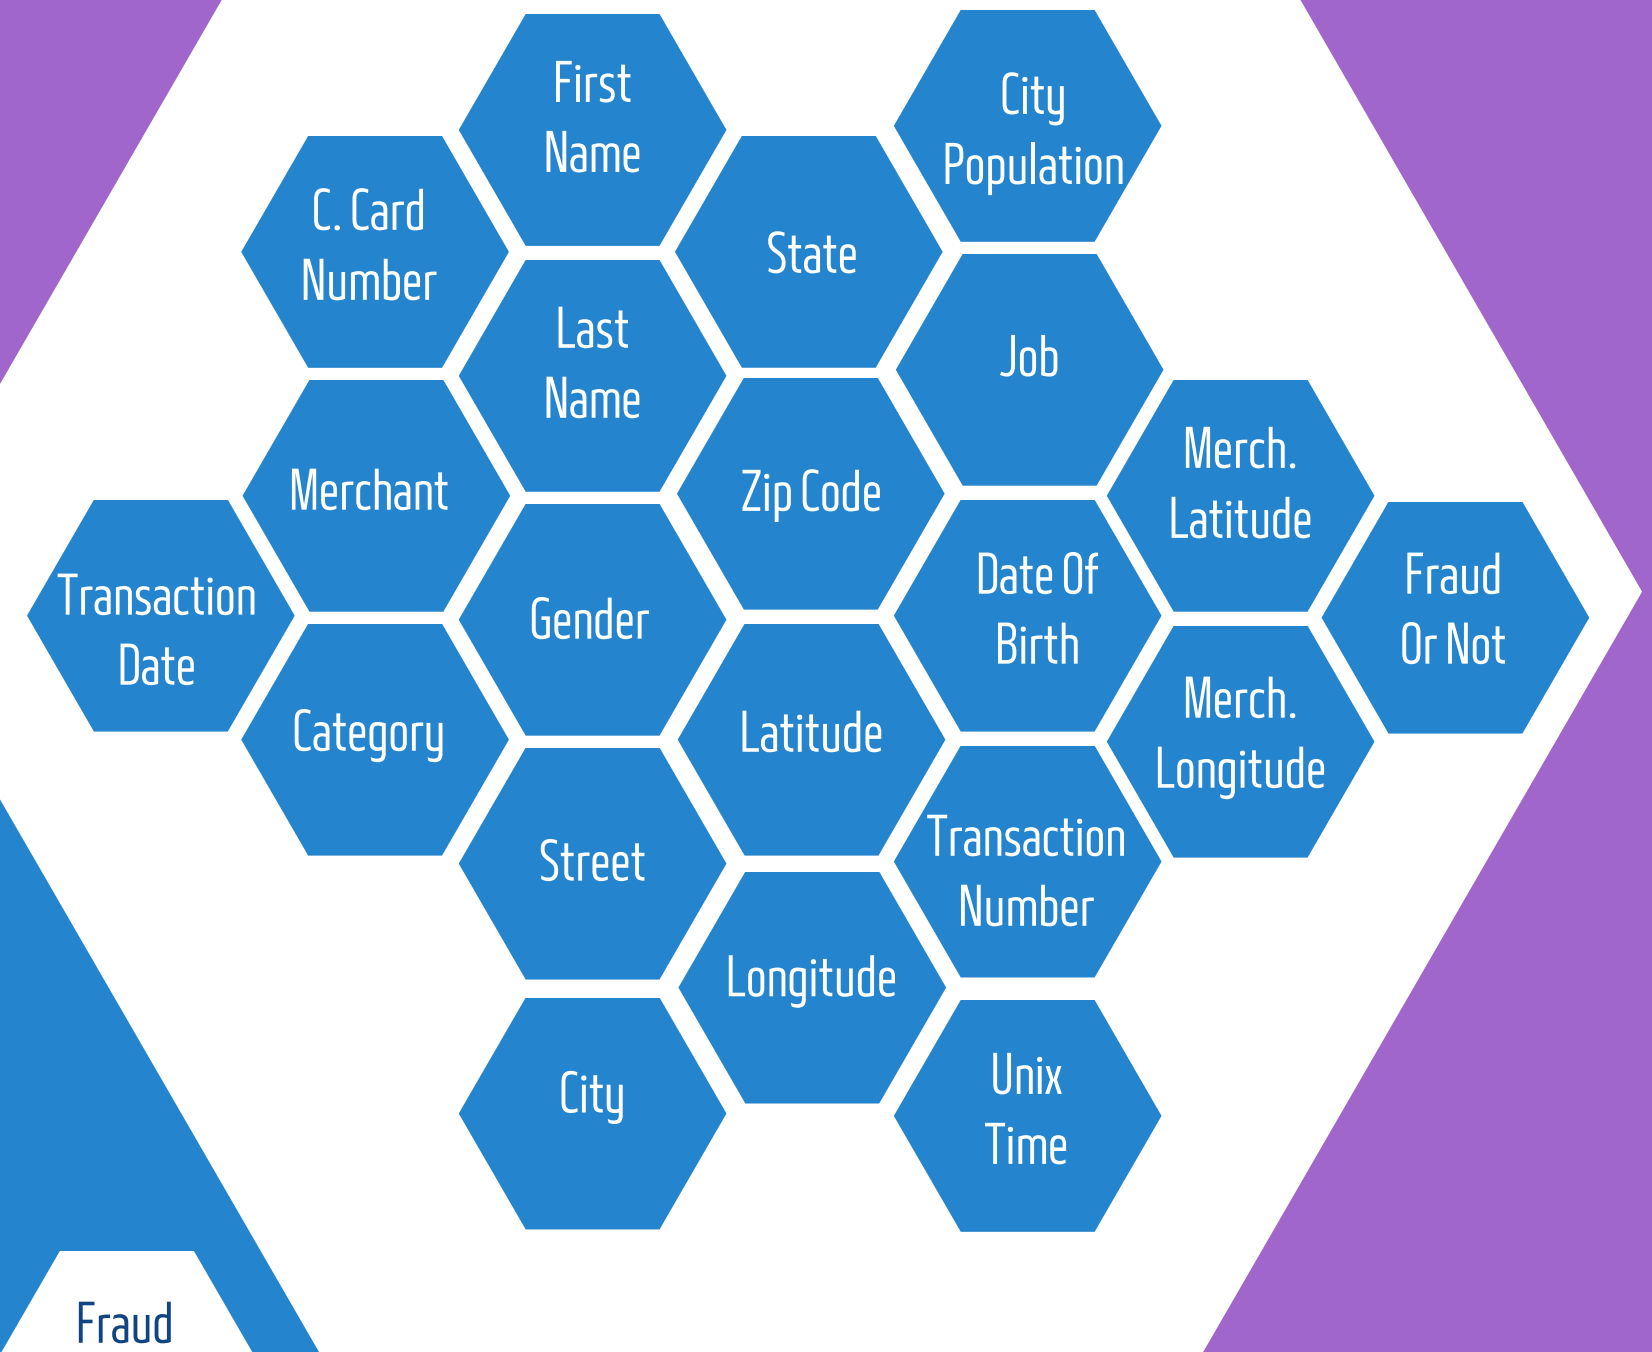 First
Name
City
Population
C. Card
Number
State
Last
Name
Job
Merchant
Zip Code
Merch.
Latitude
Transaction
Date
Gender
Date Of
Birth
Fraud
Or Not
Category
Latitude
Merch.
Longitude
Street
Transaction
Number
Longitude
City
Unix
Time
Fraud